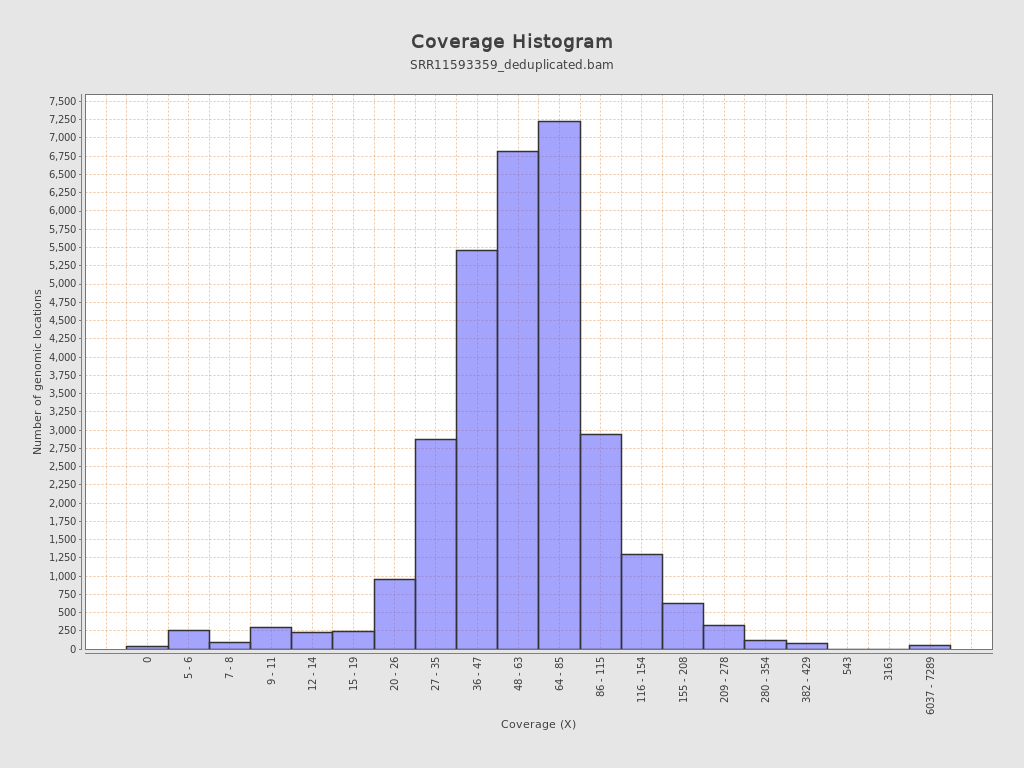 Coverage Histogram
SRR11593359_deduplicated.bam
7,500
7,250
7,000
6,750
6,500
6,250
6,000
5,750
5,500
5,250
5,000
4,750
4,500
4,250
4,000
3,750
3,500
3,250
3,000
2,750
2,500
2,250
2,000
1,750
1,500
1,250
1,000
750
500
250
0
Number of genomic locations
0
5 - 6
7 - 8
9 - 11
12 - 14
15 - 19
20 - 26
27 - 35
36 - 47
48 - 63
64 - 85
86 - 115
116 - 154
155 - 208
209 - 278
280 - 354
382 - 429
543
3163
6037 - 7289
Coverage (X)